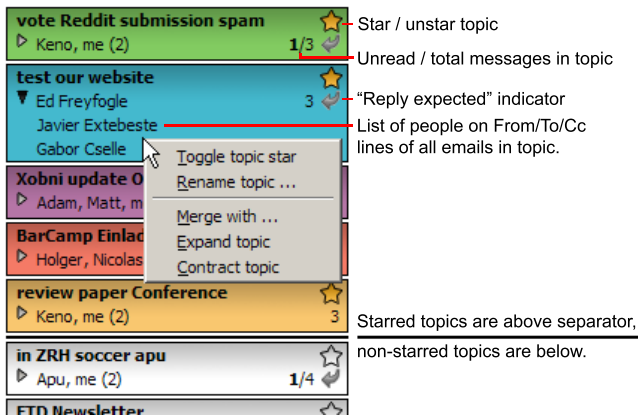 vote Reddit submission spam
Keno, me (2) 1/3
Star / unstar topic
Unread / total messages in topic
test our website
Ed Freyfogle 3
"Reply expected" indicator
Javier Extebeste
List of people on From/To/Cc
lines of all emails in topic.
Gabor Cselle
Toggle topic star
Rename topic ...
Merge with ...
Expand topic
Contract topic
Xobni update O
Adam, Matt, m
BarCamp Einlad
Holger, Nicolas
review paper Conference
Keno, me (2) 3
Starred topics are above separator,
non-starred topics are below.
in ZRH soccer apu
Apu, me (2) 1/4
FTD Newsletter